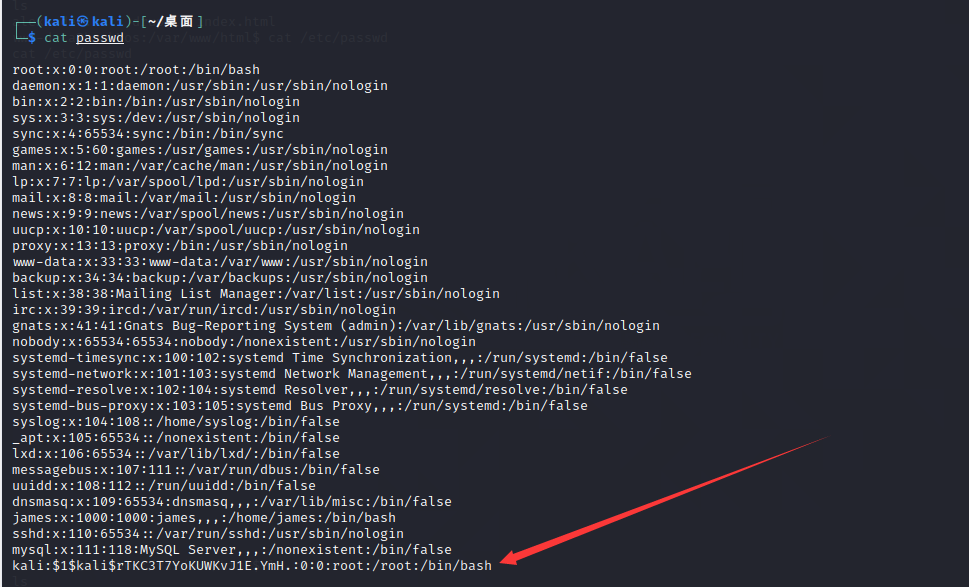 ┌──(kali㉿kali)-[~/桌面]
└─$ cat passwd
root:x:0:0:root:/root:/bin/bash
daemon:x:1:1:daemon:/usr/sbin:/usr/sbin/nologin
bin:x:2:2:bin:/bin:/usr/sbin/nologin
sys:x:3:3:sys:/dev:/usr/sbin/nologin
sync:x:4:65534:sync:/bin:/bin/sync
games:x:5:60:games:/usr/games:/usr/sbin/nologin
man:x:6:12:man:/var/cache/man:/usr/sbin/nologin
lp:x:7:7:lp:/var/spool/lpd:/usr/sbin/nologin
mail:x:8:8:mail:/var/mail:/usr/sbin/nologin
news:x:9:9:news:/var/spool/news:/usr/sbin/nologin
uucp:x:10:10:uucp:/var/spool/uucp:/usr/sbin/nologin
proxy:x:13:13:proxy:/bin:/usr/sbin/nologin
www-data:x:33:33:www-data:/var/www:/usr/sbin/nologin
backup:x:34:34:backup:/var/backups:/usr/sbin/nologin
list:x:38:38:Mailing List Manager:/var/list:/usr/sbin/nologin
irc:x:39:39:ircd:/var/run/ircd:/usr/sbin/nologin
gnats:x:41:41:Gnats Bug-Reporting System (admin):/var/lib/gnats:/usr/sbin/nologin
nobody:x:65534:65534:nobody:/nonexistent:/usr/sbin/nologin
systemd-timesync:x:100:102:systemd Time Synchronization,,,:/run/systemd:/bin/false
systemd-network:x:101:103:systemd Network Management,,,:/run/systemd/netif:/bin/false
systemd-resolve:x:102:104:systemd Resolver,,,:/run/systemd/resolve:/bin/false
systemd-bus-proxy:x:103:105:systemd Bus Proxy,,,:/run/systemd:/bin/false
syslog:x:104:108::/home/syslog:/bin/false
_apt:x:105:65534::/nonexistent:/bin/false
lxd:x:106:65534::/var/lib/lxd/:/bin/false
messagebus:x:107:111::/var/run/dbus:/bin/false
uuidd:x:108:112::/run/uuidd:/bin/false
dnsmasq:x:109:65534:dnsmasq,,,:/var/lib/misc:/bin/false
james:x:1000:1000:james,,,:/home/james:/bin/bash
sshd:x:110:65534::/var/run/sshd:/usr/sbin/nologin
mysql:x:111:118:MySQL Server,,,:/nonexistent:/bin/false
kali:$1$kali$rTKC3T7YoKUWKvJ1E.YmH.:0:0:root:/root:/bin/bash